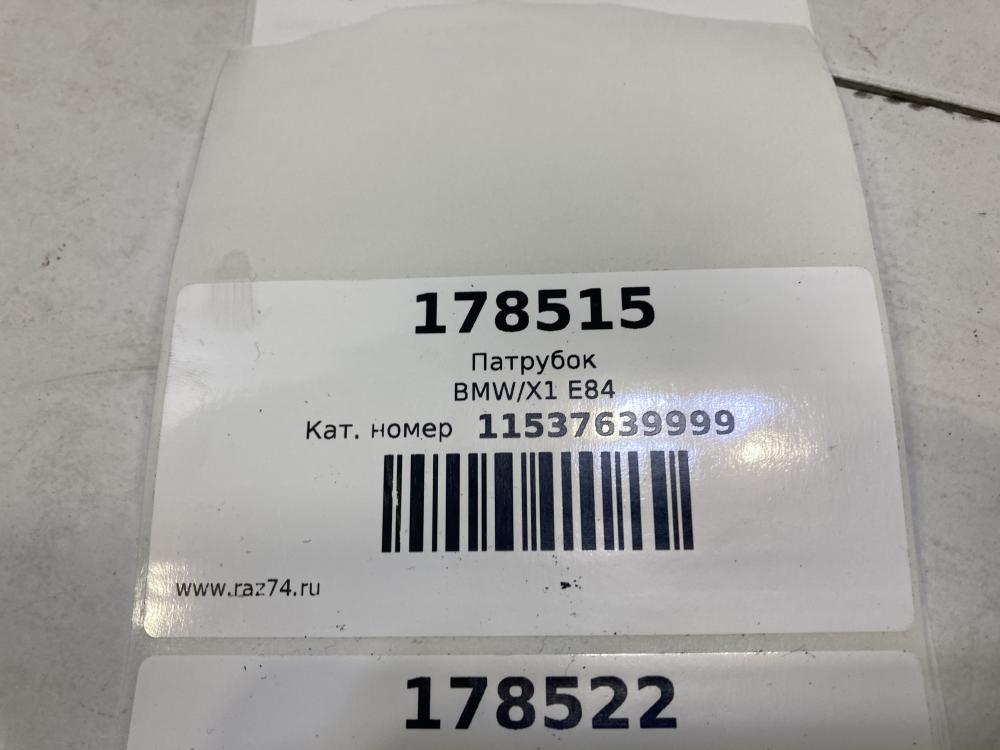 178515
Патрубок
BMW/X1 E84
Кат. номер 11537639999
www.raz74.ru
178522